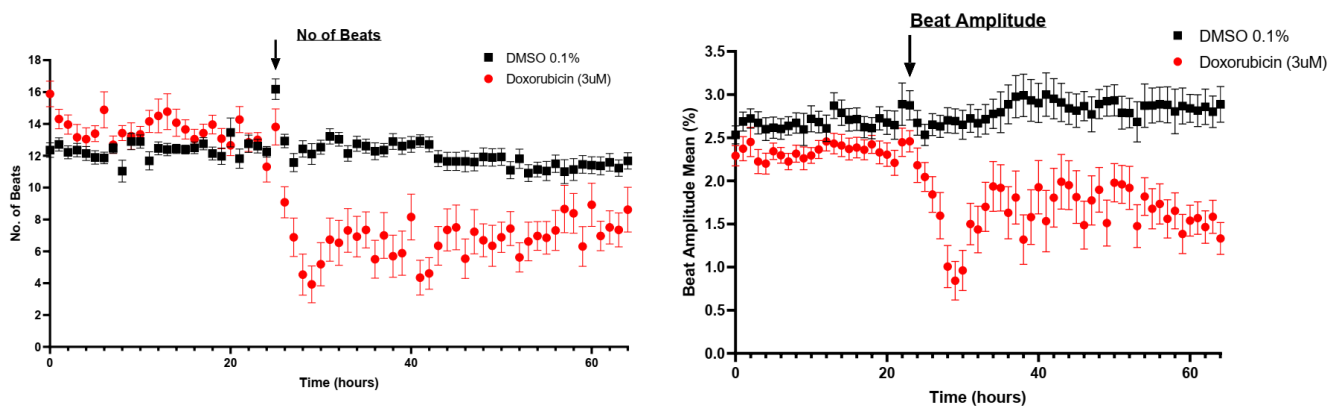 No of Beats
DMSO 0.1%
Doxorubicin (3uM)
No. of Beats
18
16
14
12
10
8
6
4
2
0
0
20
40
60
Time (hours)
Beat Amplitude
DMSO 0.1%
Doxorubicin (3uM)
Beat Amplitude Mean (%)
3.5
3.0
2.5
2.0
1.5
1.0
0.5
0.0
0
20
40
60
Time (hours)